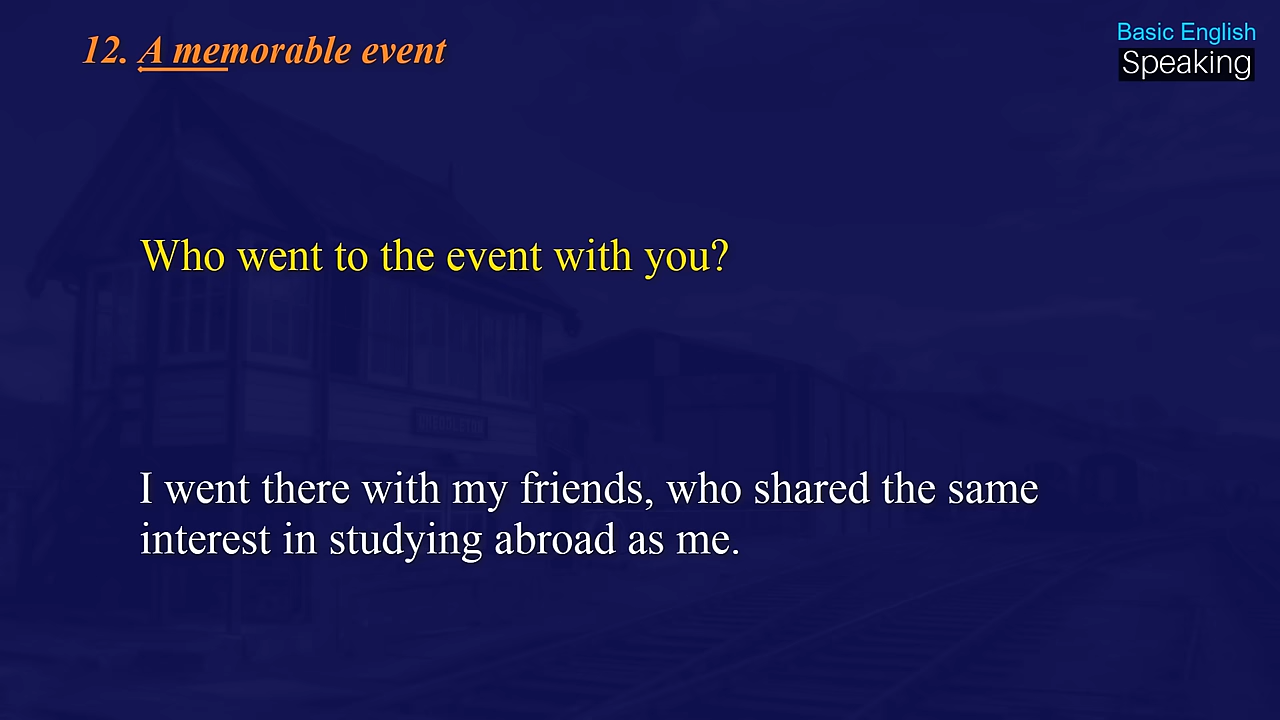 12. A memorable event
Basic English
Speaking
Who went to the event with you?
I went there with my friends, who shared the same
interest in studying abroad as me.